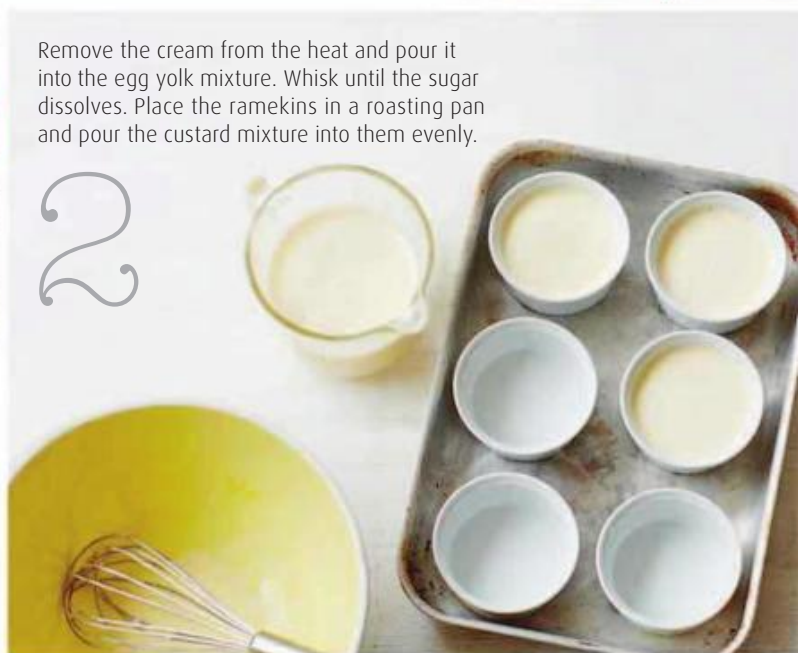 Remove the cream from the heat and pour it
into the egg yolk mixture. Whisk until the sugar
dissolves. Place the ramekins in a roasting pan
and pour the custard mixture into them evenly.
2